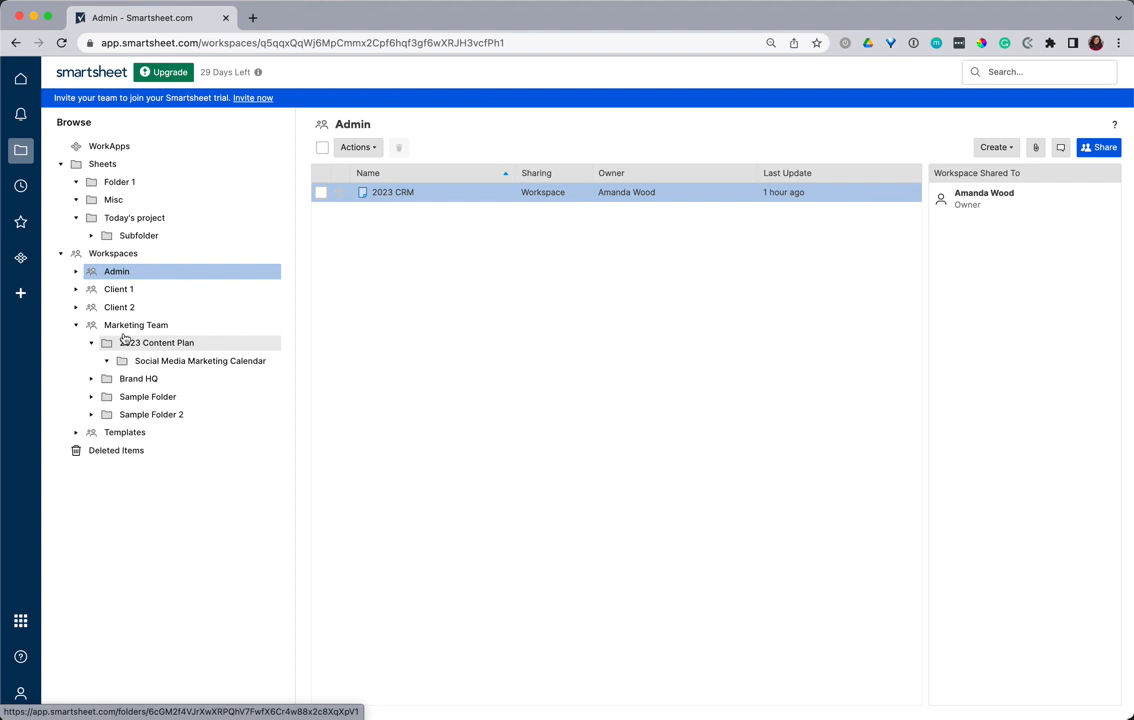 Admin - Smartsheet.com
app.smartsheet.com/workspaces/q5qqxQqWj6MpCmmx2Cpf6hqf3gf6wXRJH3vcfPh1
smartsheet
Upgrade
29 Days Left
Search...
Invite your team to join your Smartsheet trial. Invite now
Browse
WorkApps
Sheets
Folder 1
Misc
Today's project
Subfolder
Workspaces
Admin
Client 1
Client 2
Marketing Team
2023 Content Plan
Social Media Marketing Calendar
Brand HQ
Sample Folder
Sample Folder 2
Templates
Deleted Items
Admin
?
Actions
Create
Share
Name Sharing Owner Last Update
2023 CRM Workspace Amanda Wood 1 hour ago
Workspace Shared To
Amanda Wood
Owner
https://app.smartsheet.com/folders/6cGM2f4VJrXwXRPQhV7FwfX6Cr4w88x2c8XqXpV1